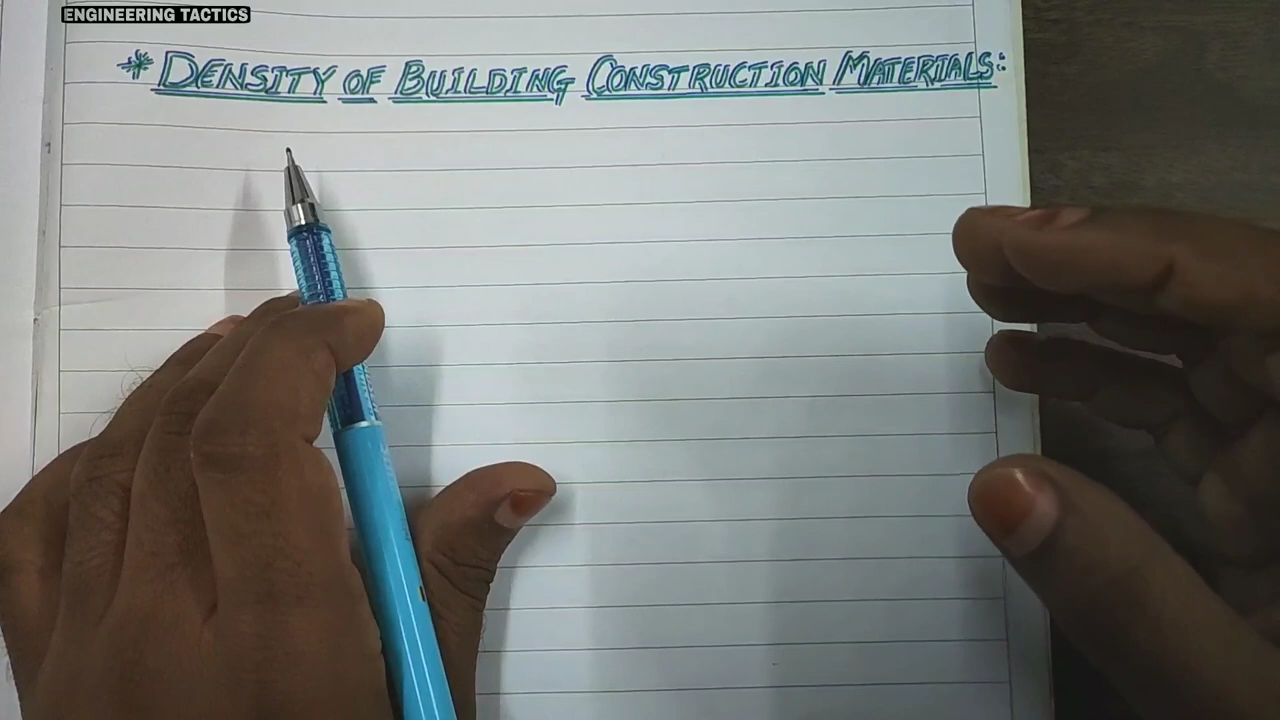 ENGINEERING TACTICS
* DENSITY OF BUILDING CONSTRUCTION MATERIALS: